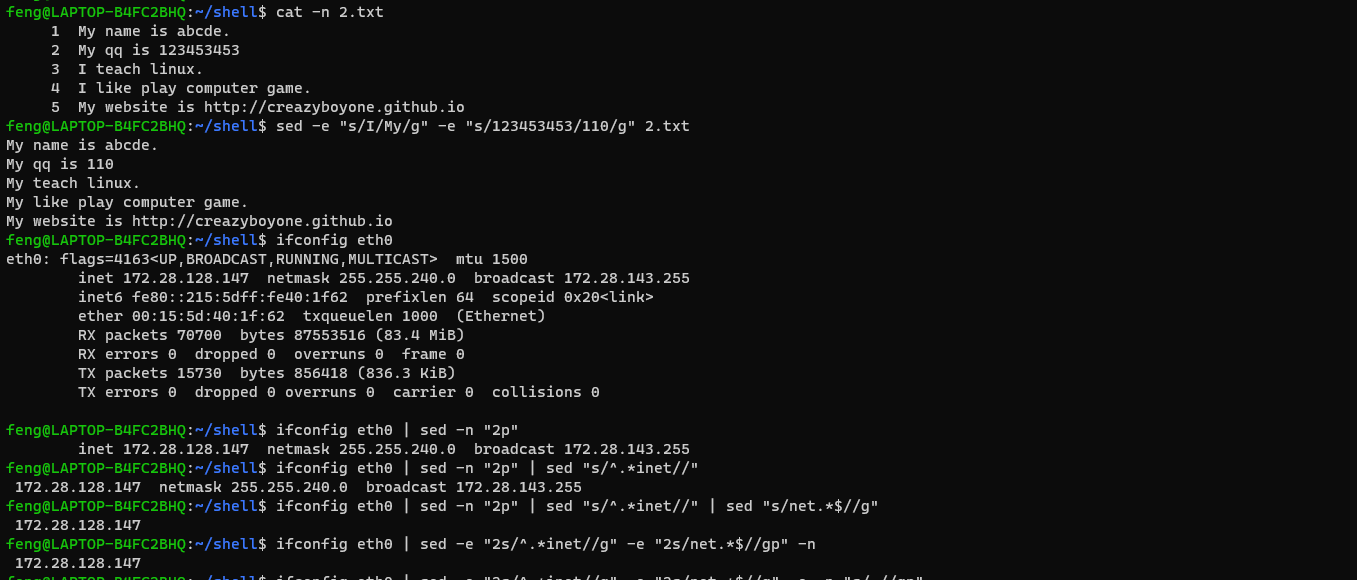 feng@LAPTOP-B4FC2BHQ:~/shell$ cat -n 2.txt
     1  My name is abcde.
     2  My qq is 123453453
     3  I teach linux.
     4  I like play computer game.
     5  My website is http://creazyboyone.github.io
feng@LAPTOP-B4FC2BHQ:~/shell$ sed -e "s/I/My/g" -e "s/123453453/110/g" 2.txt
My name is abcde.
My qq is 110
My teach linux.
My like play computer game.
My website is http://creazyboyone.github.io
feng@LAPTOP-B4FC2BHQ:~/shell$ ifconfig eth0
eth0: flags=4163<UP,BROADCAST,RUNNING,MULTICAST>  mtu 1500
        inet 172.28.128.147  netmask 255.255.240.0  broadcast 172.28.143.255
        inet6 fe80::215:5dff:fe40:1f62  prefixlen 64  scopeid 0x20<link>
        ether 00:15:5d:40:1f:62  txqueuelen 1000  (Ethernet)
        RX packets 70700  bytes 87553516 (83.4 MiB)
        RX errors 0  dropped 0  overruns 0  frame 0
        TX packets 15730  bytes 856418 (836.3 KiB)
        TX errors 0  dropped 0 overruns 0  carrier 0  collisions 0

feng@LAPTOP-B4FC2BHQ:~/shell$ ifconfig eth0 | sed -n "2p"
        inet 172.28.128.147  netmask 255.255.240.0  broadcast 172.28.143.255
feng@LAPTOP-B4FC2BHQ:~/shell$ ifconfig eth0 | sed -n "2p" | sed "s/^.*inet//"
 172.28.128.147  netmask 255.255.240.0  broadcast 172.28.143.255
feng@LAPTOP-B4FC2BHQ:~/shell$ ifconfig eth0 | sed -n "2p" | sed "s/^.*inet//" | sed "s/net.*$//g"
 172.28.128.147
feng@LAPTOP-B4FC2BHQ:~/shell$ ifconfig eth0 | sed -e "2s/^.*inet//g" -e "2s/net.*$//gp" -n
 172.28.128.147
feng@LAPTOP-B4FC2BHQ:~/shell$ ifconfig eth0 | sed -e